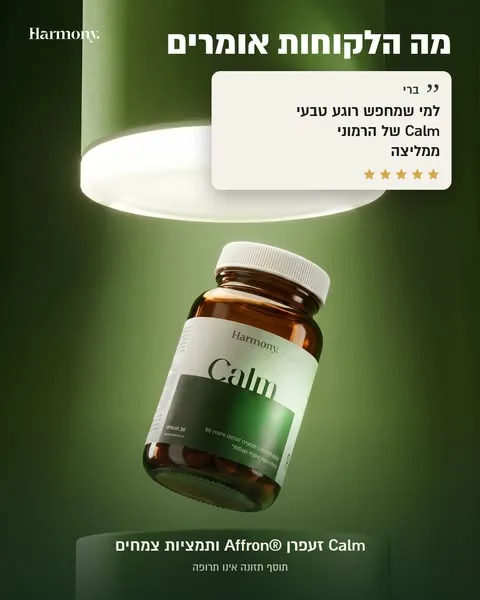 Harmony.
מה הלקוחות אומרים
” ברי
למי שמחפש רוגע טבעי
Calm של הרמוני
ממליצה
Harmony.
Calm
Calm זעפרן ®Affron ותמציות צמחים
תוסף תזונה אינו תרופה